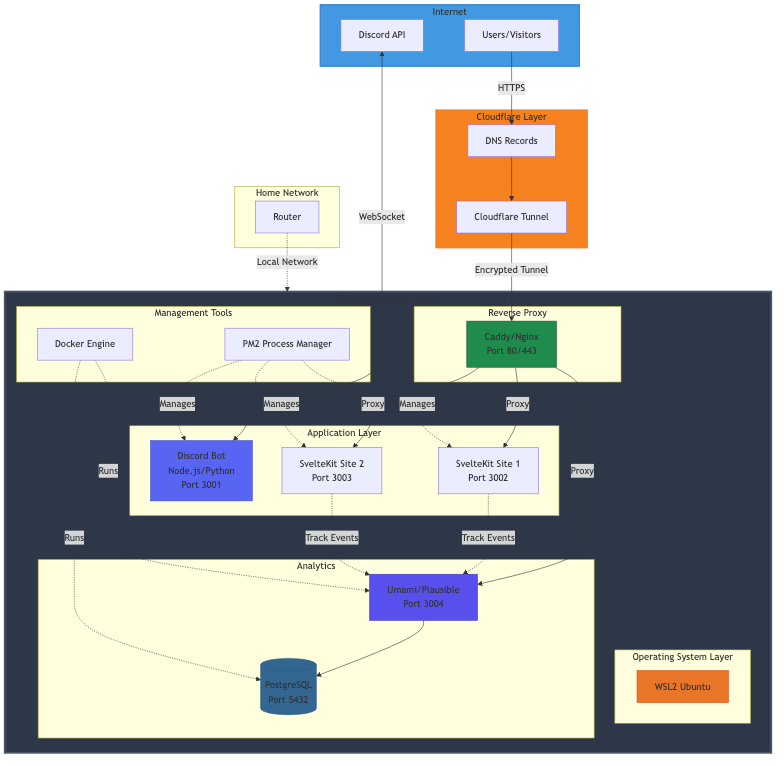 Internet
Discord API
Users/Visitors
HTTPS
Cloudflare Layer
DNS Records
Home Network
Router
WebSocket
Cloudflare Tunnel
Local Network
Encrypted Tunnel
Management Tools
Reverse Proxy
Docker Engine
PM2 Process Manager
Caddy/Nginx
Port 80/443
Manages
Manages
Proxy
Manages
Proxy
Application Layer
Discord Bot
Node.js/Python
Port 3001
SvelteKit Site 2
Port 3003
SvelteKit Site 1
Port 3002
Runs
Proxy
Runs
Track Events
Track Events
Analytics
Umami/Plausible
Port 3004
PostgreSQL
Port 5432
Operating System Layer
WSL2 Ubuntu